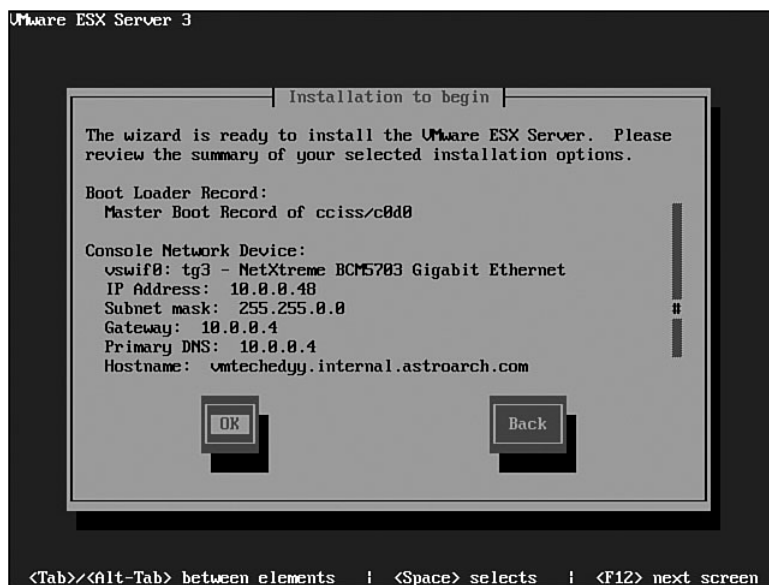 VMware ESX Server 3
Installation to begin
The wizard is ready to install the VMware ESX Server.  Please
review the summary of your selected installation options.
Boot Loader Record:
Master Boot Record of cciss/c0d0
Console Network Device:
vswif0: tg3 - NetXtreme BCM5703 Gigabit Ethernet
IP Address:  10.0.0.48
Subnet mask:  255.255.0.0
#
Gateway:  10.0.0.4
Primary DNS:  10.0.0.4
Hostname:  vmtechedyy.internal.astroarch.com
OK
Back
<Tab>/<Alt-Tab> between elements   |  <Space> selects   |  <F12> next screen